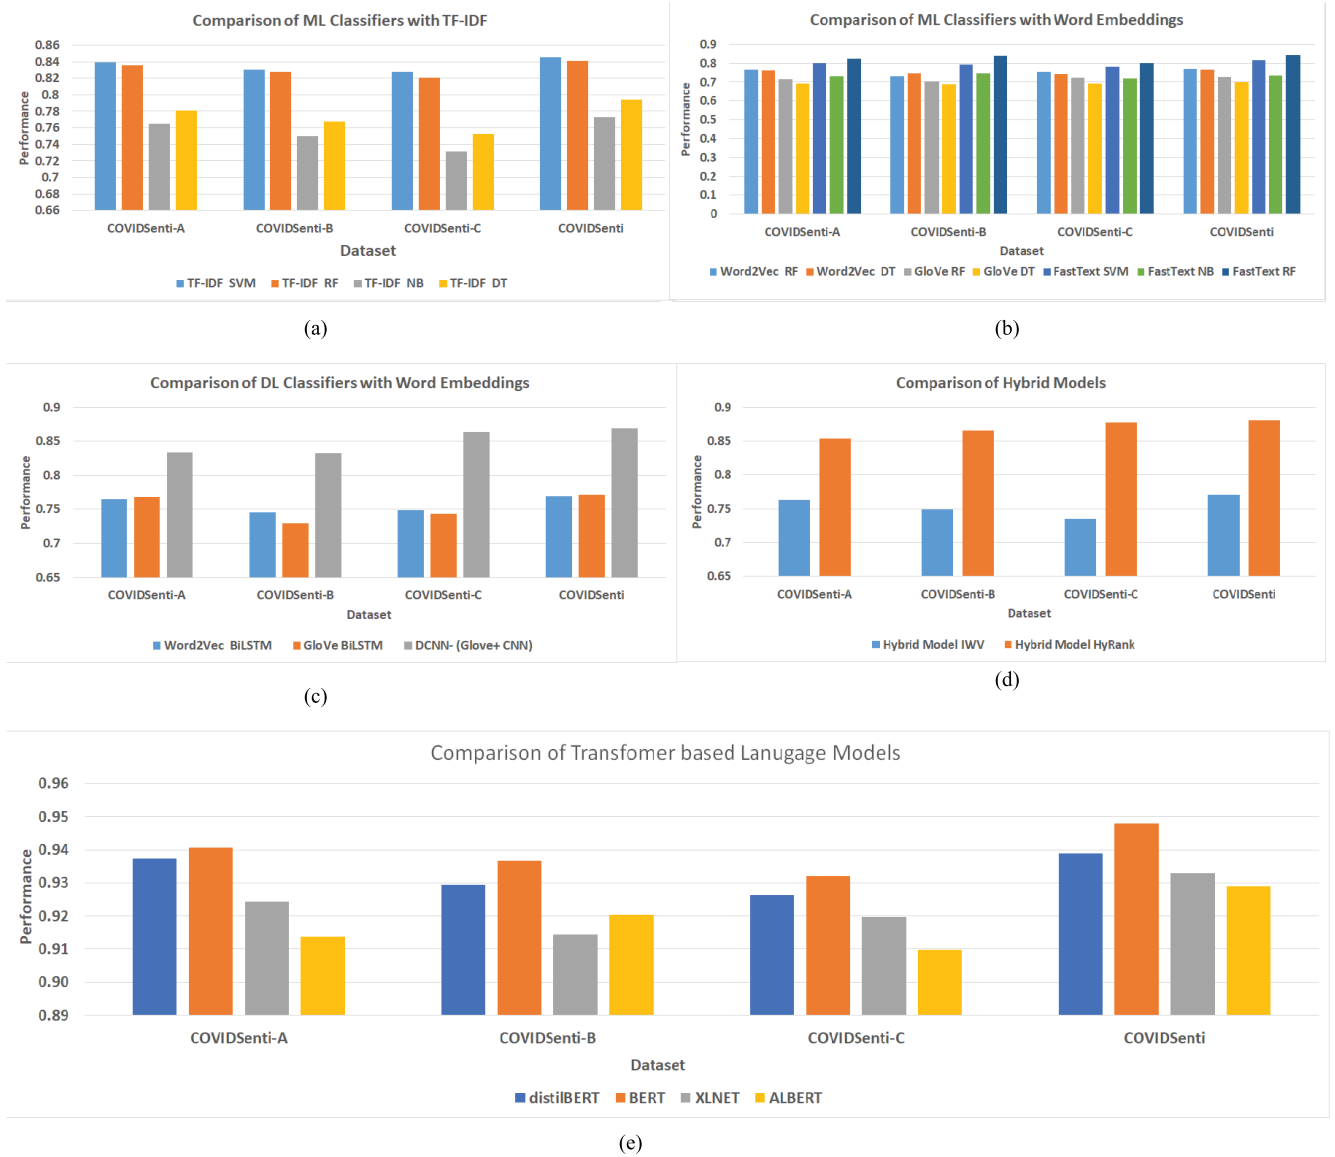 Comparison of ML Classifiers with TF-IDF
0.86
0.84
0.82
0.8
0.78
0.76
0.74
0.72
0.7
0.68
0.66
Performance
COVIDSenti-A COVIDSenti-B COVIDSenti-C COVIDSenti
Dataset
TF-IDF SVM TF-IDF RF TF-IDF NB TF-IDF DT
(a)
Comparison of ML Classifiers with Word Embeddings
0.9
0.8
0.7
0.6
0.5
0.4
0.3
0.2
0.1
0
Performance
COVIDSenti-A COVIDSenti-B COVIDSenti-C COVIDSenti
Dataset
Word2Vec RF Word2Vec DT GloVe RF GloVe DT FastText SVM FastText NB FastText RF
(b)
Comparison of DL Classifiers with Word Embeddings
0.9
0.85
0.8
0.75
0.7
0.65
Performance
COVIDSenti-A COVIDSenti-B COVIDSenti-C COVIDSenti
Dataset
Word2Vec BiLSTM GloVe BiLSTM DCNN- (Glove+ CNN)
(c)
Comparison of Hybrid Models
0.9
0.85
0.8
0.75
0.7
0.65
Performance
COVIDSenti-A COVIDSenti-B COVIDSenti-C COVIDSenti
Dataset
Hybrid Model IWV Hybrid Model HyRank
(d)
Comparison of Transfomer based Lanugage Models
0.96
0.95
0.94
0.93
0.92
0.91
0.90
0.89
Performance
COVIDSenti-A COVIDSenti-B COVIDSenti-C COVIDSenti
Dataset
distilBERT BERT XLNET ALBERT
(e)